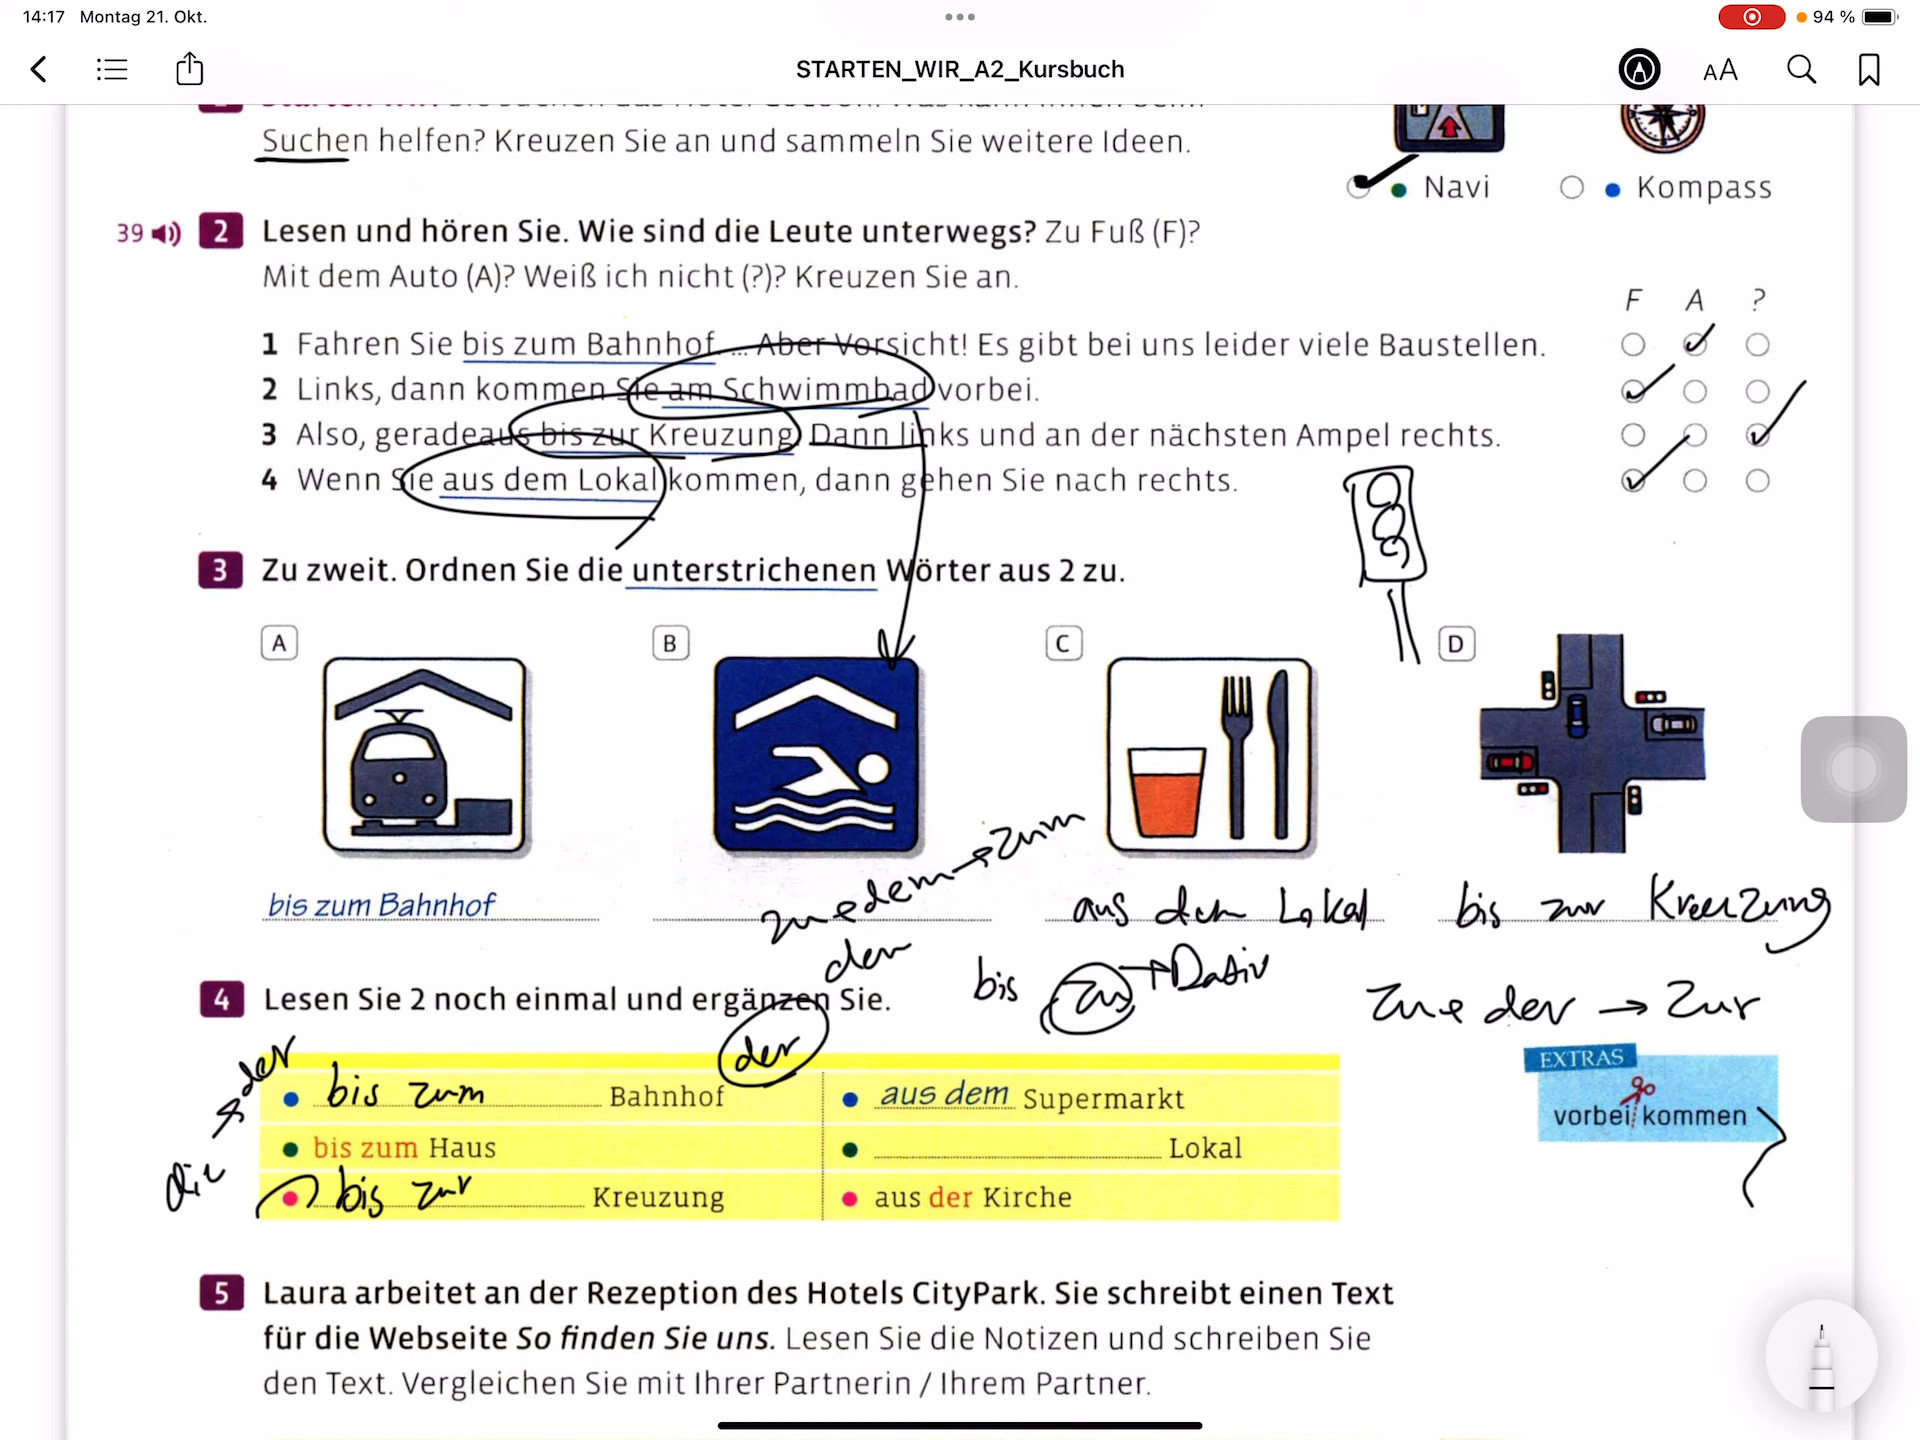 14:17 Montag 21. Okt.
94 %
STARTEN_WIR_A2_Kursbuch
AA
Suchen helfen? Kreuzen Sie an und sammeln Sie weitere Ideen.
Navi
Kompass
39 2 Lesen und hören Sie. Wie sind die Leute unterwegs? Zu Fuß (F)?
Mit dem Auto (A)? Weiß ich nicht (?)? Kreuzen Sie an.
F A ?
1 Fahren Sie bis zum Bahnhof. ... Aber Vorsicht! Es gibt bei uns leider viele Baustellen.
2 Links, dann kommen Sie am Schwimmbad vorbei.
3 Also, geradeaus bis zur Kreuzung. Dann links und an der nächsten Ampel rechts.
4 Wenn Sie aus dem Lokal kommen, dann gehen Sie nach rechts.
3 Zu zweit. Ordnen Sie die unterstrichenen Wörter aus 2 zu.
A B C D
zu dem → zum
bis zum Bahnhof
aus dem Lokal
bis zur Kreuzung
bis zu → Dativ
zu der → zur
4 Lesen Sie 2 noch einmal und ergänzen Sie.
der
der
die
bis zum Bahnhof
aus dem Supermarkt
bis zum Haus
Lokal
bis zur Kreuzung
aus der Kirche
EXTRAS
vorbei kommen
5 Laura arbeitet an der Rezeption des Hotels CityPark. Sie schreibt einen Text
für die Webseite So finden Sie uns. Lesen Sie die Notizen und schreiben Sie
den Text. Vergleichen Sie mit Ihrer Partnerin / Ihrem Partner.